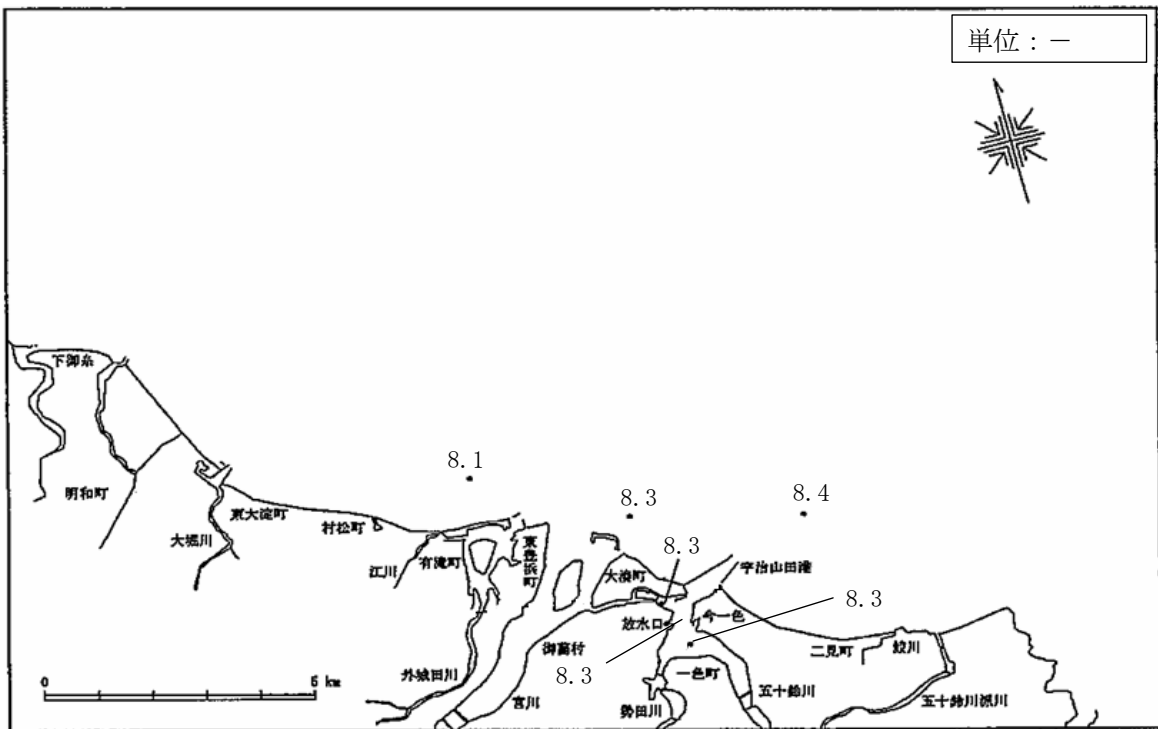 単位:－
下御糸
明和町
大堀川
東大淀町
村松町
8.1
江川
有滝町
東豊浜町
8.3
8.4
大湊町
8.3
宇治山田港
今一色
8.3
放水口
御薗村
8.3
二見町
鮫川
外城田川
宮川
勢田川
一色町
五十鈴川
五十鈴川派川
0
5 km